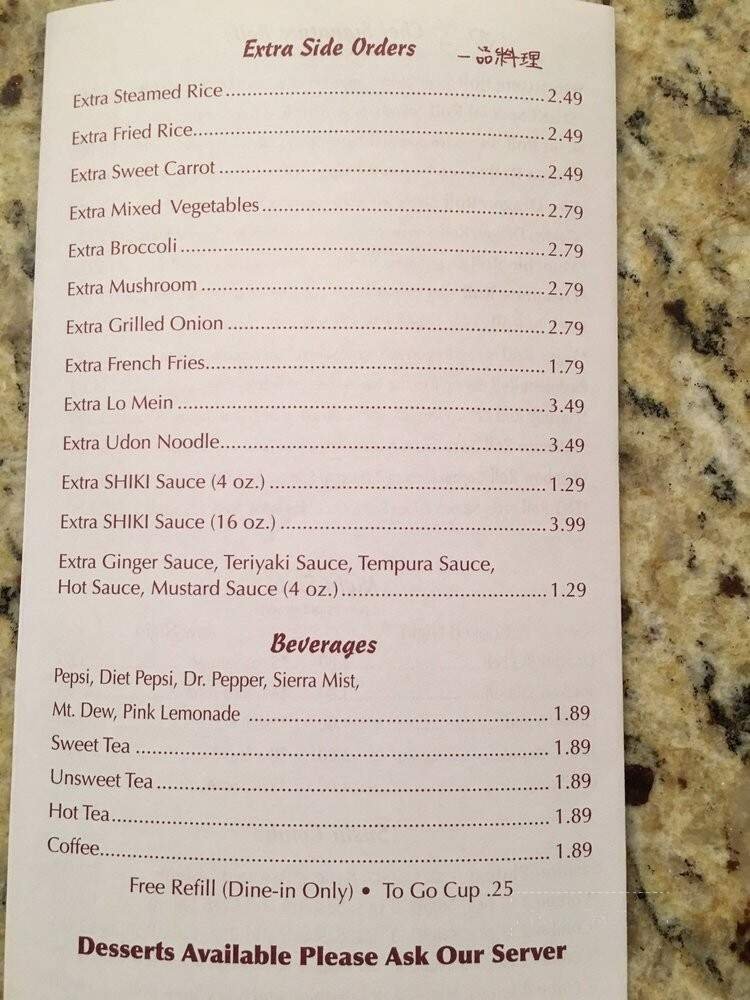 Extra Side Orders 一品料理
Extra Steamed Rice.......................................................2.49
Extra Fried Rice.............................................................2.49
Extra Sweet Carrot.........................................................2.49
Extra Mixed Vegetables..................................................2.79
Extra Broccoli................................................................2.79
Extra Mushroom............................................................2.79
Extra Grilled Onion........................................................2.79
Extra French Fries...........................................................1.79
Extra Lo Mein................................................................3.49
Extra Udon Noodle.........................................................3.49
Extra SHIKI Sauce (4 oz.)................................................1.29
Extra SHIKI Sauce (16 oz.)..............................................3.99
Extra Ginger Sauce, Teriyaki Sauce, Tempura Sauce,
Hot Sauce, Mustard Sauce (4 oz.)....................................1.29
Beverages
Pepsi, Diet Pepsi, Dr. Pepper, Sierra Mist,
Mt. Dew, Pink Lemonade ...............................................1.89
Sweet Tea.....................................................................1.89
Unsweet Tea..................................................................1.89
Hot Tea.........................................................................1.89
Coffee...........................................................................1.89
Free Refill (Dine-in Only) • To Go Cup .25
Desserts Available Please Ask Our Server